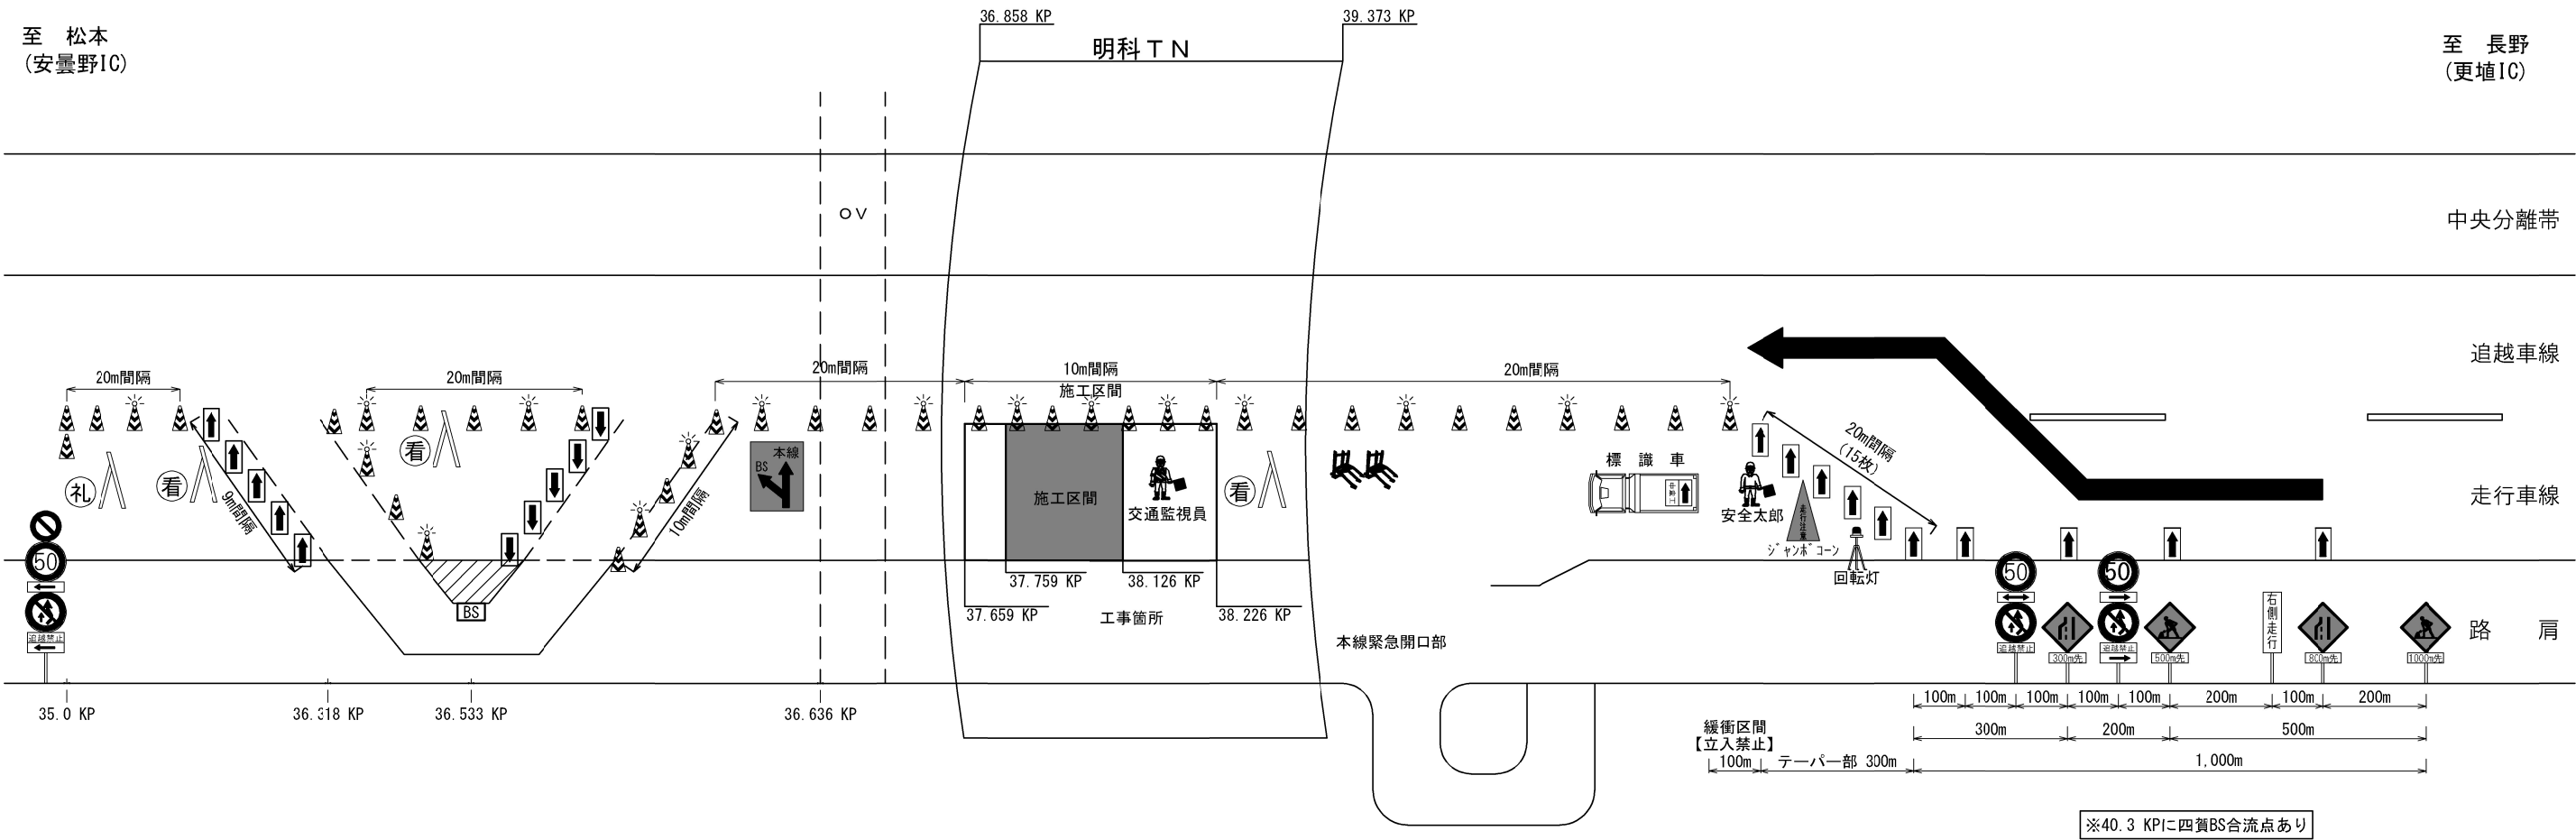 36.858 KP
39.373 KP
至 松本
(安曇野IC)
明科ＴＮ
至 長野
(更埴IC)
ＯＶ
中央分離帯
追越車線
20m間隔
20m間隔
20m間隔
10m間隔
施工区間
20m間隔
20m間隔
(15枚)
礼
看
9m間隔
看
10m間隔
本線
BS
施工区間
交通監視員
看
標 識 車
工事中
安全太郎
走行注意
ジャンボコーン
回転灯
走行車線
50
追越禁止
BS
37.759 KP
38.126 KP
37.659 KP
工事箇所
38.226 KP
本線緊急開口部
50
追越禁止
300m先
50
追越禁止
500m先
右側走行
800m先
1000m先
路 肩
35.0 KP
36.318 KP
36.533 KP
36.636 KP
100m
100m
100m
100m
100m
200m
100m
200m
300m
200m
500m
緩衝区間
【立入禁止】
100m
テーパー部 300m
1,000m
※40.3 KPに四賀BS合流点あり